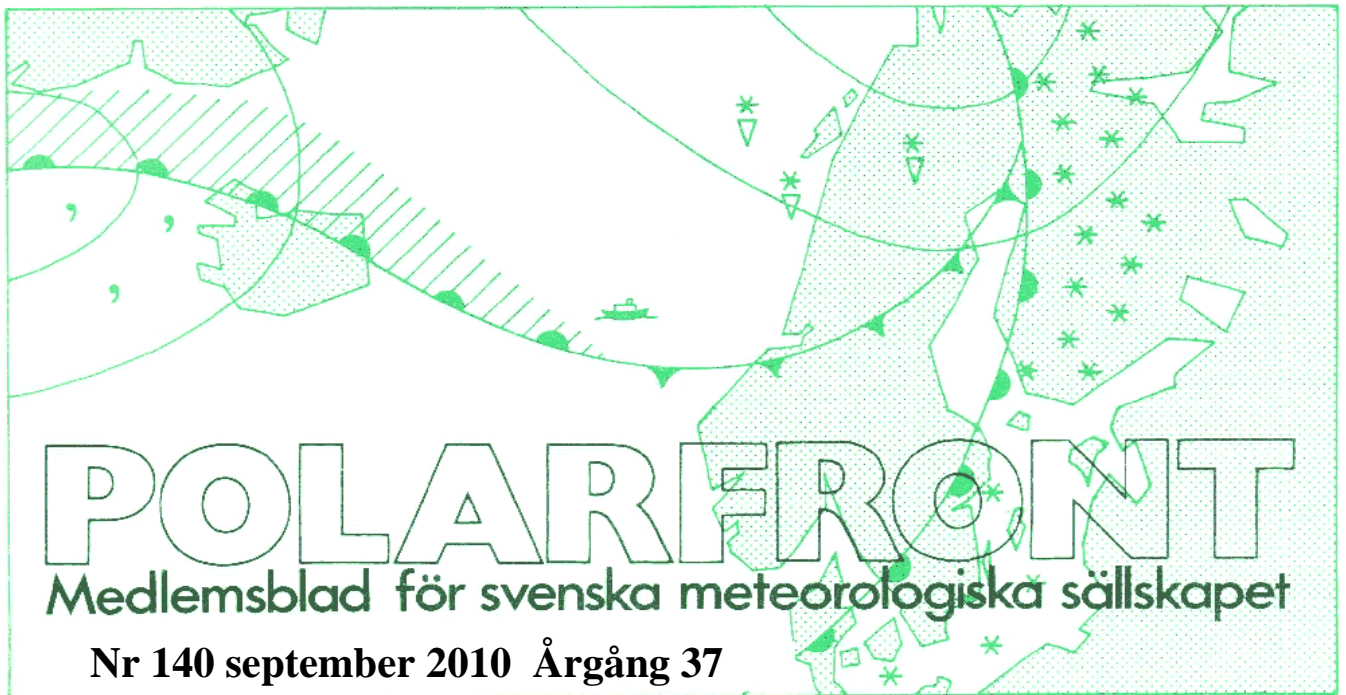 POLARFRONT
Medlemsblad för svenska meteorologiska sällskapet
Nr 140 september 2010 Årgång 37